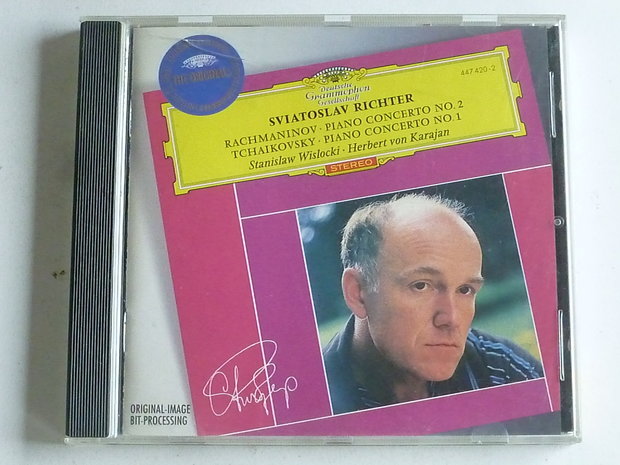 THE ORIGINALS
Deutsche
Grammophon
Gesellschaft
447 420-2
SVIATOSLAV RICHTER
RACHMANINOV · PIANO CONCERTO NO. 2
TCHAIKOVSKY · PIANO CONCERTO NO. 1
Stanislaw Wislocki · Herbert von Karajan
STEREO
ORIGINAL-IMAGE
BIT-PROCESSING